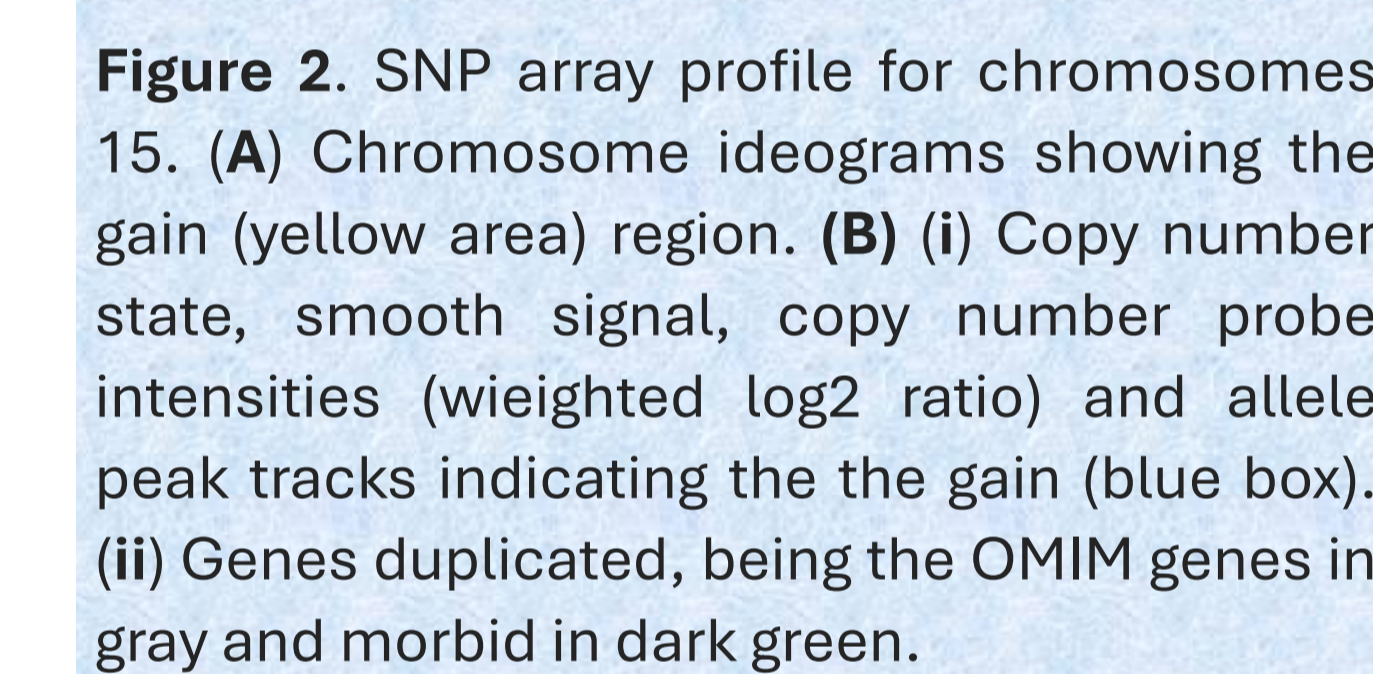 Figure 2. SNP array profile for chromosomes
15. (A) Chromosome ideograms showing the
gain (yellow area) region. (B) (i) Copy number
state, smooth signal, copy number probe
intensities (wieighted log2 ratio) and allele
peak tracks indicating the the gain (blue box).
(ii) Genes duplicated, being the OMIM genes in
gray and morbid in dark green.